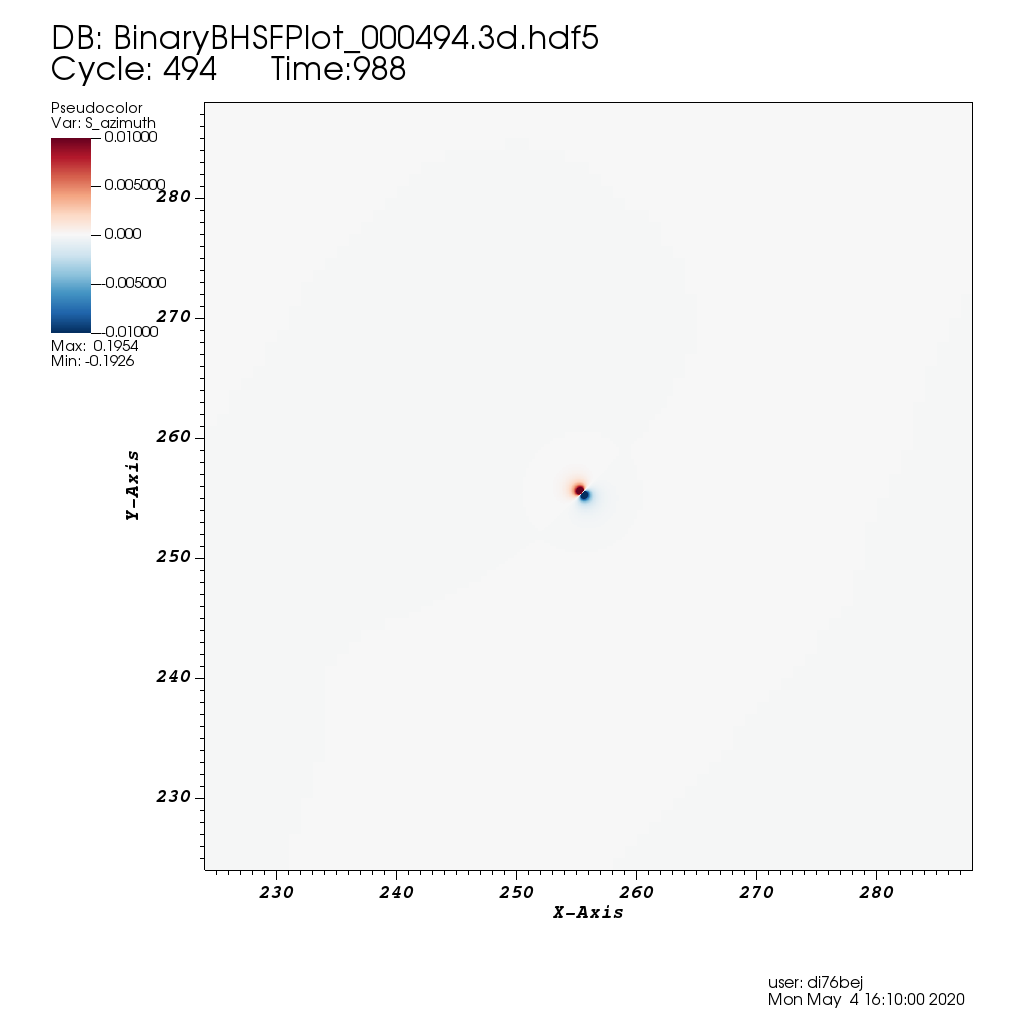 DB: BinaryBHSFPlot_000494.3d.hdf5
Cycle: 494 Time:988
Pseudocolor
Var: S_azimuth
0.01000
0.005000
0.000
-0.005000
-0.01000
Max: 0.1954
Min: -0.1926
280
270
260
250
240
230
Y-Axis
230 240 250 260 270 280
X-Axis
user: di76bej
Mon May 4 16:10:00 2020